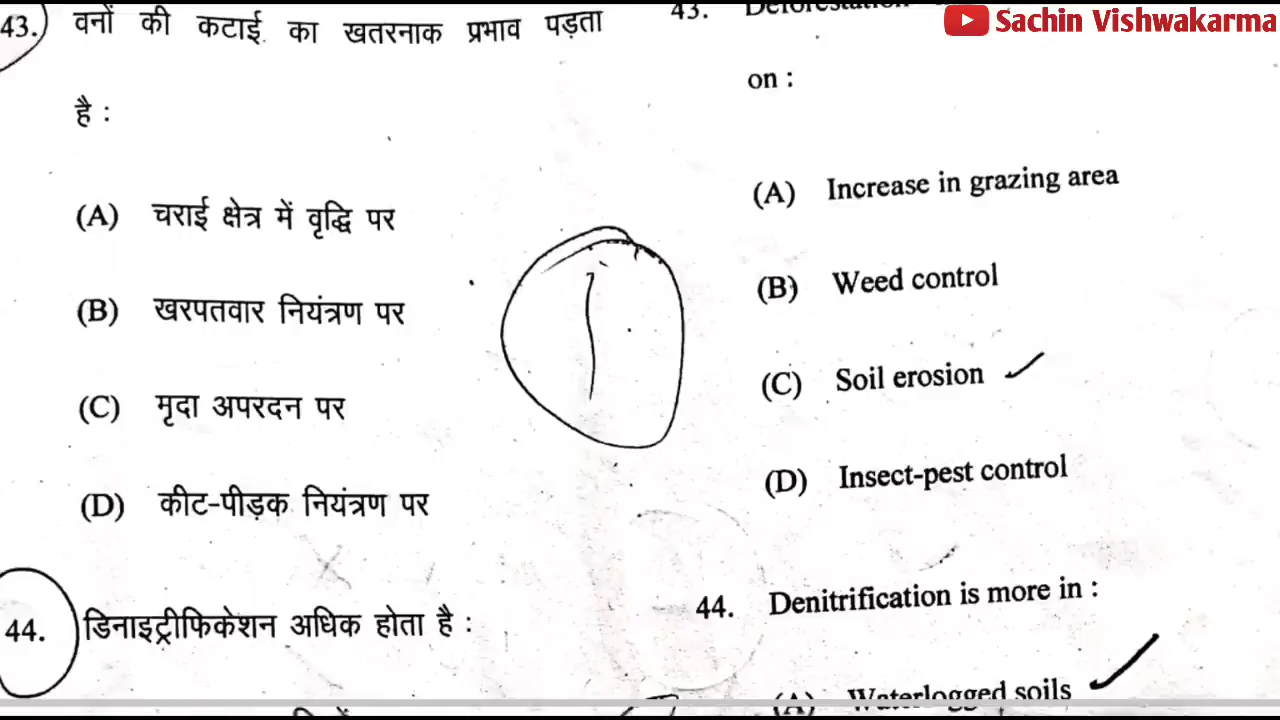 Sachin Vishwakarma
43. वनों की कटाई का खतरनाक प्रभाव पड़ता
है :
(A) चराई क्षेत्र में वृद्धि पर
(B) खरपतवार नियंत्रण पर
(C) मृदा अपरदन पर
(D) कीट-पीड़क नियंत्रण पर
44. डिनाइट्रीफिकेशन अधिक होता है :
43. Deforestation
on :
(A) Increase in grazing area
(B) Weed control
(C) Soil erosion
(D) Insect-pest control
44. Denitrification is more in :
(A) Waterlogged soils